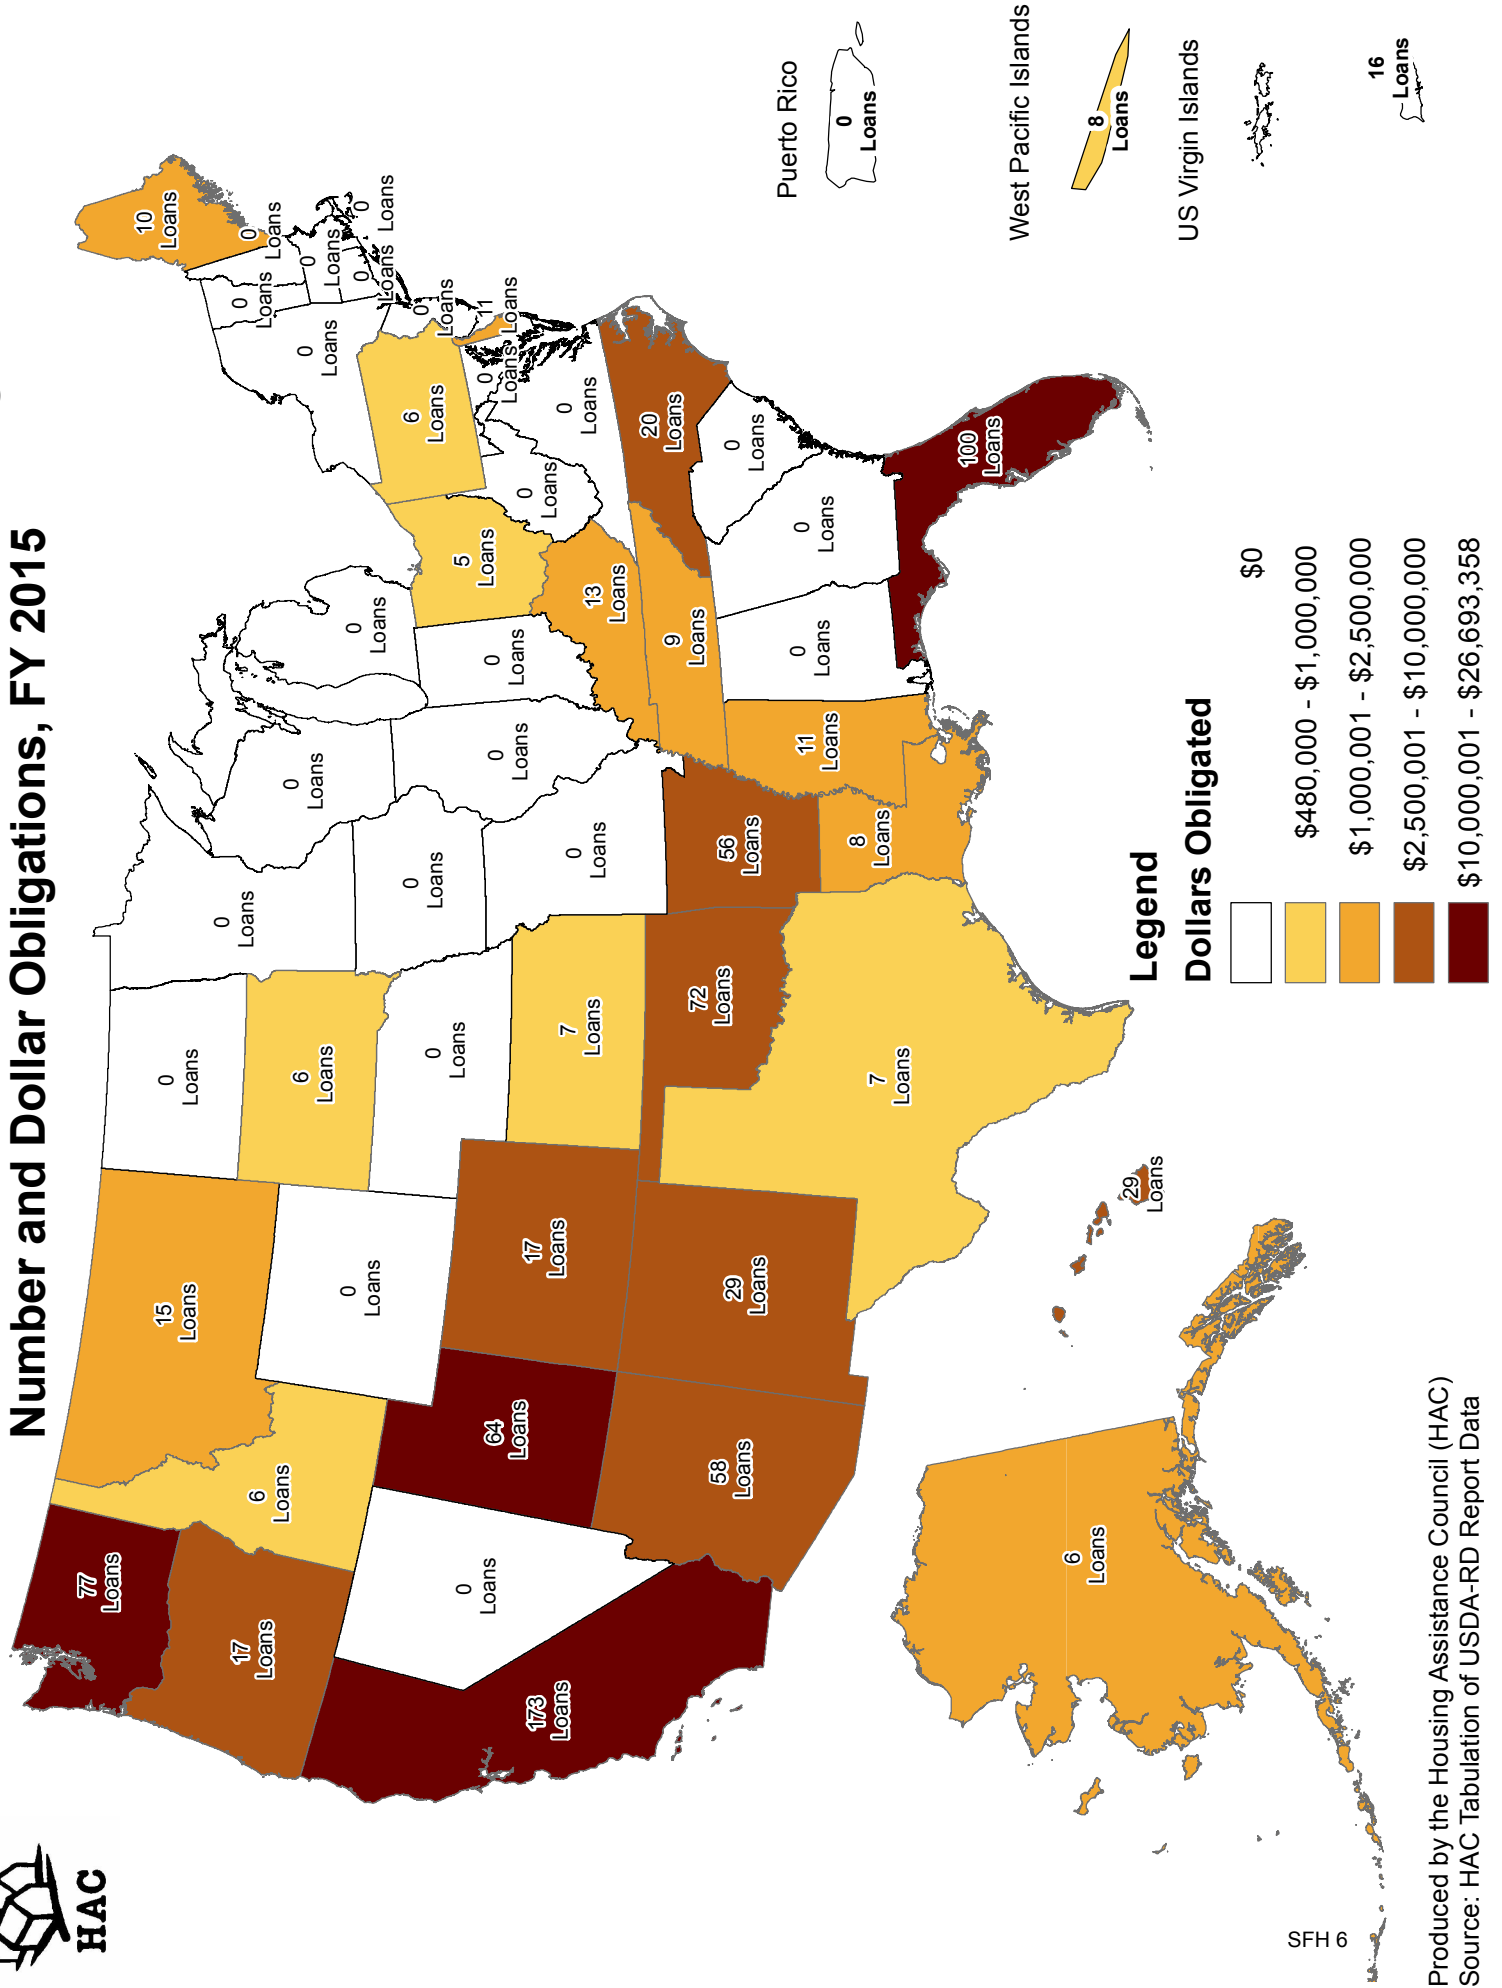 Number and Dollar Obligations, FY 2015
HAC
77
Loans
15
Loans
0
Loans
0
Loans
10
Loans
0
Loans
0
Loans
0
Loans
0
Loans
0
Loans
0
Loans
17
Loans
6
Loans
6
Loans
0
Loans
0
Loans
0
Loans
0
Loans
0
Loans
0
Loans
6
Loans
0
Loans
11
Loans
0
Loans
173
Loans
0
Loans
64
Loans
17
Loans
7
Loans
0
Loans
0
Loans
0
Loans
5
Loans
0
Loans
0
Loans
13
Loans
9
Loans
20
Loans
58
Loans
29
Loans
72
Loans
56
Loans
11
Loans
0
Loans
0
Loans
0
Loans
8
Loans
7
Loans
100
Loans
6
Loans
29
Loans
Puerto Rico
0
Loans
West Pacific Islands
8
Loans
US Virgin Islands
16
Loans
Legend
Dollars Obligated
$0
$480,000 - $1,000,000
$1,000,001 - $2,500,000
$2,500,001 - $10,000,000
$10,000,001 - $26,693,358
SFH 6
Produced by the Housing Assistance Council (HAC)
Source: HAC Tabulation of USDA-RD Report Data